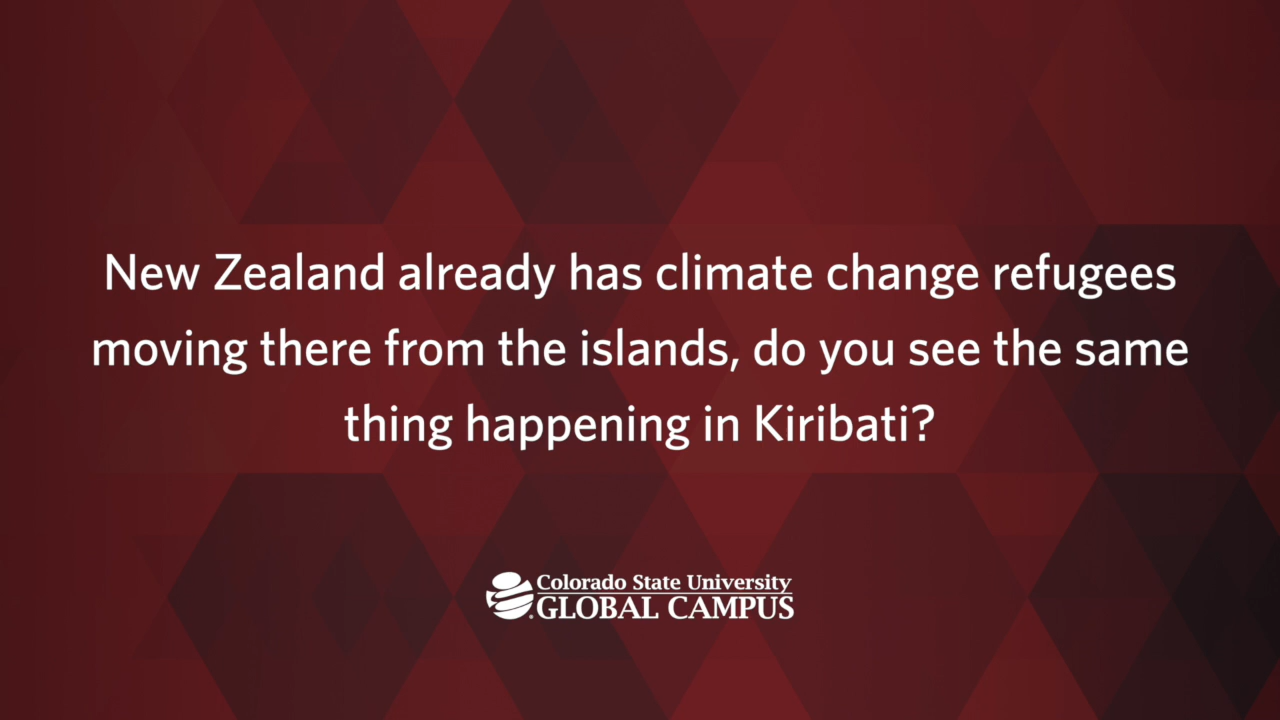 New Zealand already has climate change refugees
moving there from the islands, do you see the same
thing happening in Kiribati?
Colorado State University
GLOBAL CAMPUS